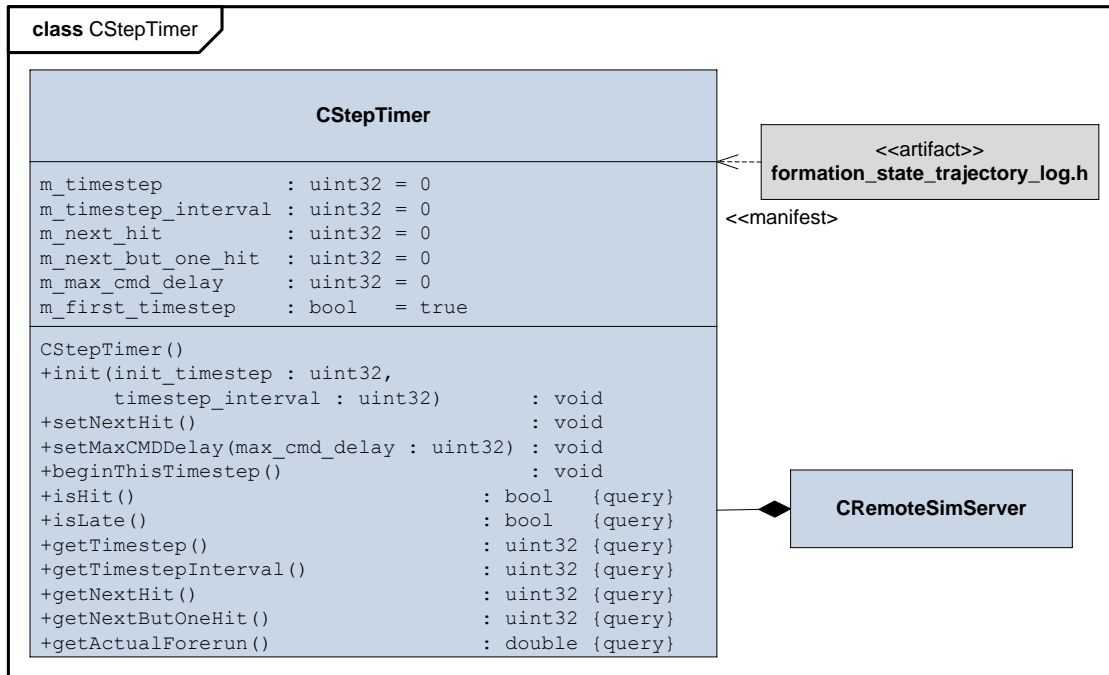 class CStepTimer
CStepTimer
m_timestep : uint32 = 0
m_timestep_interval : uint32 = 0
m_next_hit : uint32 = 0
m_next_but_one_hit : uint32 = 0
m_max_cmd_delay : uint32 = 0
m_first_timestep : bool = true
CStepTimer()
+init(init_timestep : uint32,
timestep_interval : uint32) : void
+setNextHit() : void
+setMaxCMDDelay(max_cmd_delay : uint32) : void
+beginThisTimestep() : void
+isHit() : bool {query}
+isLate() : bool {query}
+getTimestep() : uint32 {query}
+getTimestepInterval() : uint32 {query}
+getNextHit() : uint32 {query}
+getNextButOneHit() : uint32 {query}
+getActualForerun() : double {query}
<<artifact>>
formation_state_trajectory_log.h
<<manifest>
CRemoteSimServer